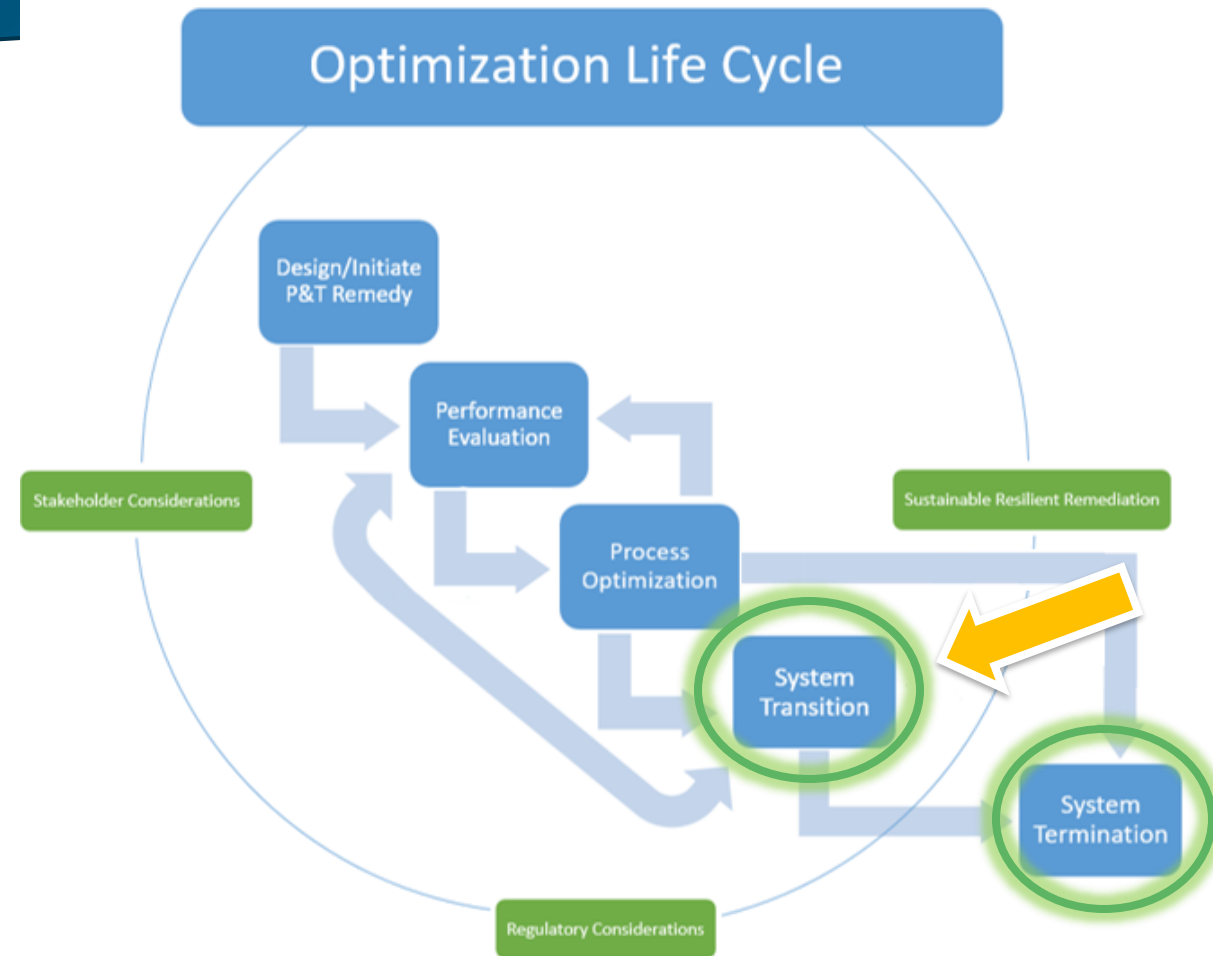 Optimization Life Cycle
Design/Initiate
P&T Remedy
Performance
Evaluation
Stakeholder Considerations
Sustainable Resilient Remediation
Process
Optimization
System
Transition
System
Termination
Regulatory Considerations